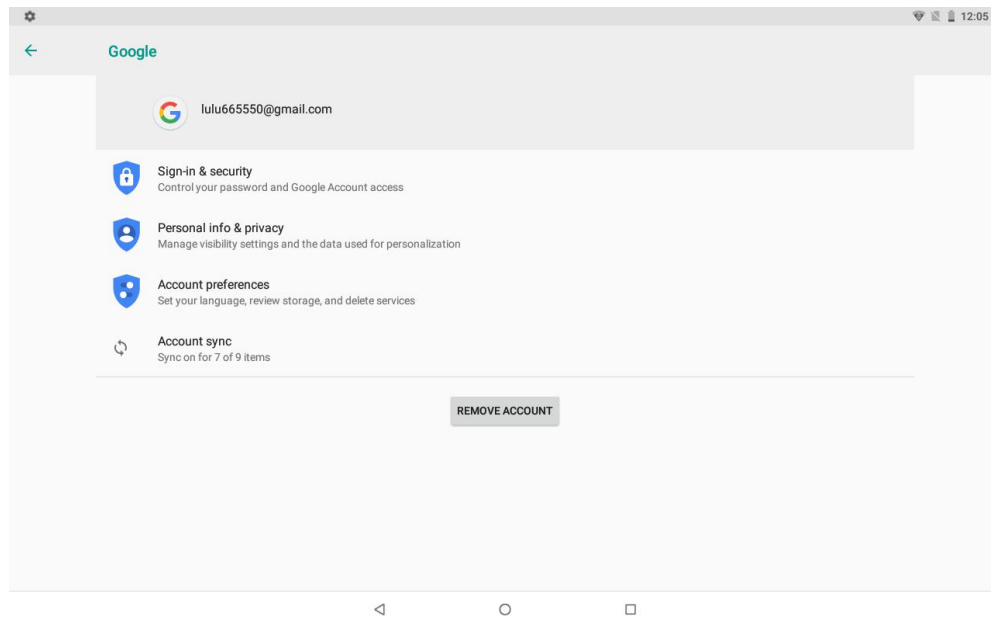 12:05
Google
lulu665550@gmail.com
Sign-in & security
Control your password and Google Account access
Personal info & privacy
Manage visibility settings and the data used for personalization
Account preferences
Set your language, review storage, and delete services
Account sync
Sync on for 7 of 9 items
REMOVE ACCOUNT